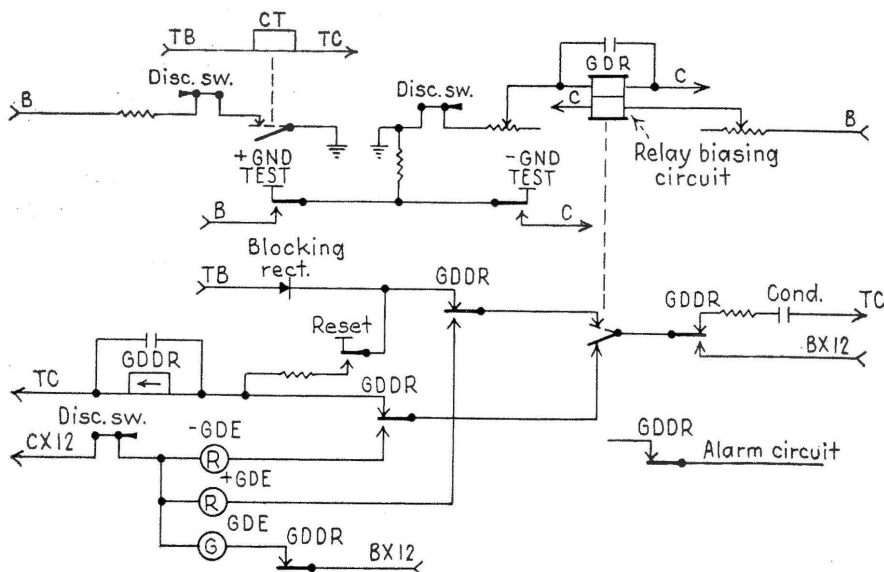 CT
TB
TC
Disc. sw.
B
+GND
TEST
B
Disc. sw.
-GND
TEST
C
GDR
C
C
B
Relay biasing
circuit
Blocking
rect.
TB
GDDR
Reset
GDDR
TC
GDDR
Disc. sw.
CX12
-GDE
R
+GDE
R
GDE
G
GDDR
BX12
GDDR
Cond.
TC
BX12
GDDR
Alarm circuit